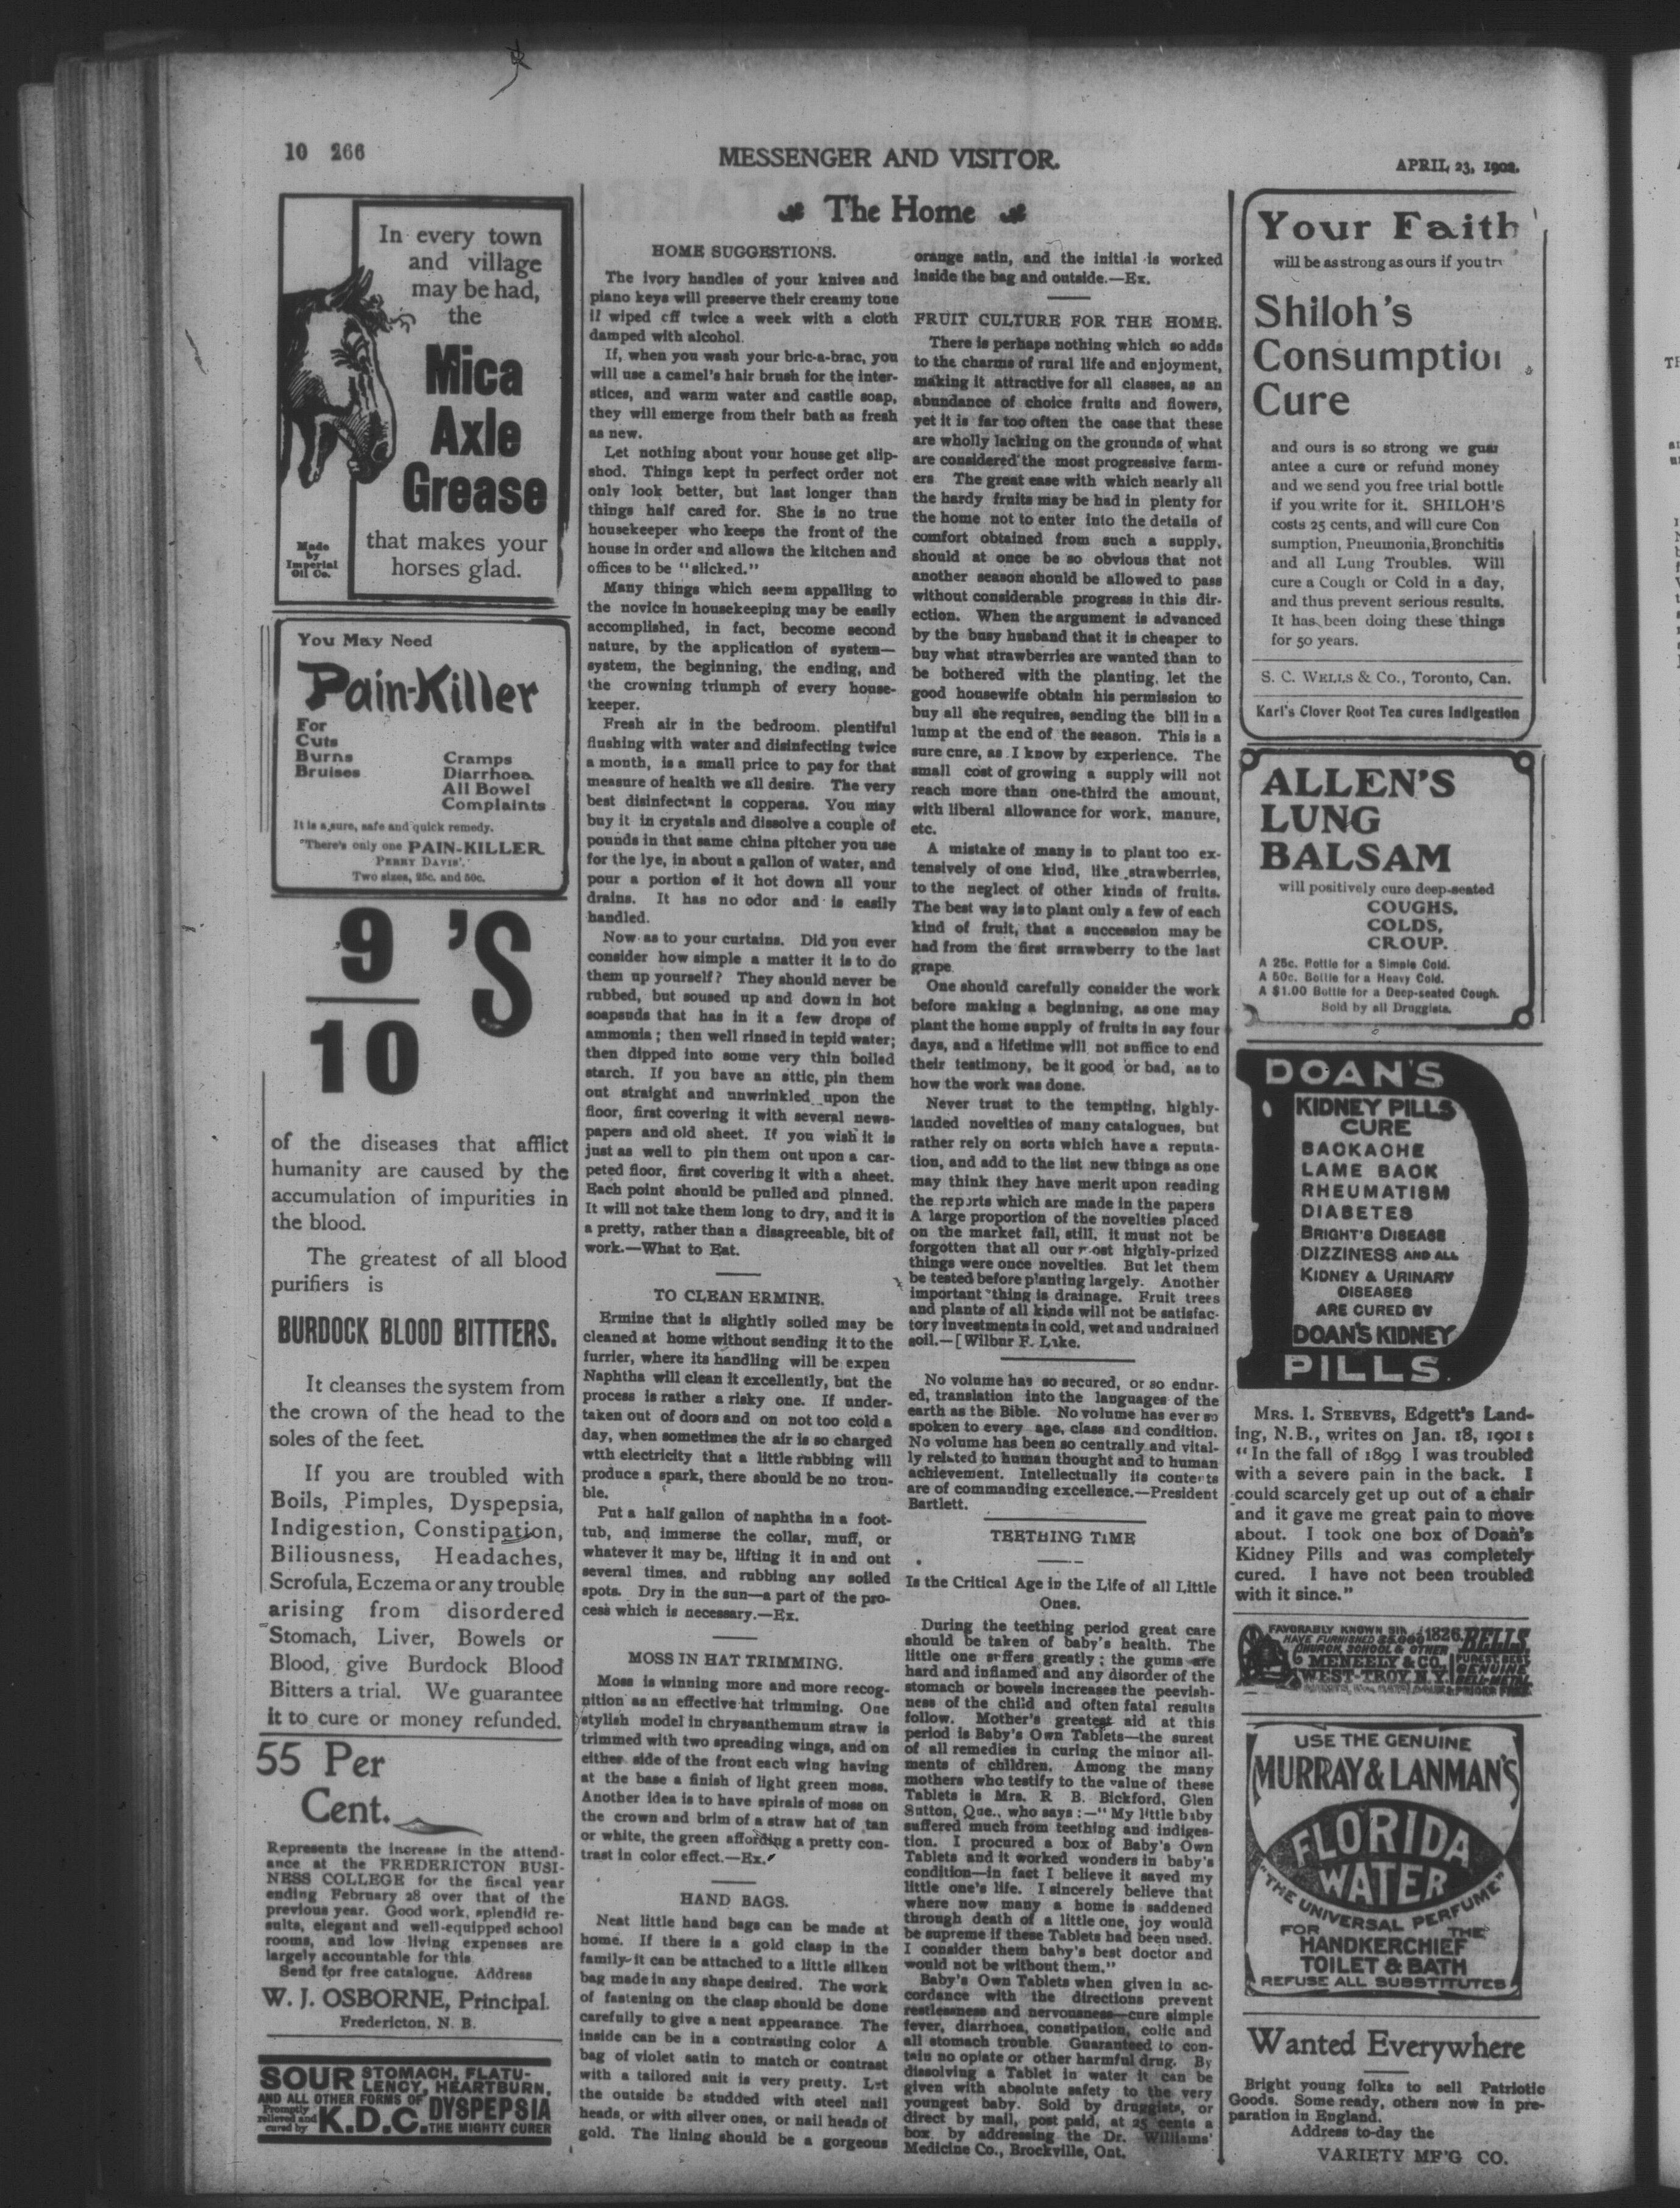 10 266
MESSENGER AND VISITOR.
APRIL 23, 1902.
In every town
and village
may be had,
the
Mica
Axle
Grease
that makes your
horses glad.
Made
by
Imperial
Oil Co.
You May Need
Pain-Killer
For
Cuts
Burns
Bruises
Cramps
Diarrhoea
All Bowel
Complaints
It is a sure, safe and quick remedy.
"There's only one PAIN-KILLER
PERRY DAVIS'.
Two sizes, 25c. and 50c.
9/10 'S
of the diseases that afflict
humanity are caused by the
accumulation of impurities in
the blood.
The greatest of all blood
purifiers is
BURDOCK BLOOD BITTTERS.
It cleanses the system from
the crown of the head to the
soles of the feet.
If you are troubled with
Boils, Pimples, Dyspepsia,
Indigestion, Constipation,
Biliousness, Headaches,
Scrofula, Eczema or any trouble
arising from disordered
Stomach, Liver, Bowels or
Blood, give Burdock Blood
Bitters a trial. We guarantee
it to cure or money refunded.
55 Per
Cent.
Represents the increase in the attend-
ance at the FREDERICTON BUSI-
NESS COLLEGE for the fiscal year
ending February 28 over that of the
previous year. Good work, splendid re-
sults, elegant and well-equipped school
rooms, and low living expenses are
largely accountable for this
Send for free catalogue. Address
W. J. OSBORNE, Principal.
Fredericton, N. B.
SOUR STOMACH, FLATU-
LENCY, HEARTBURN,
AND ALL OTHER FORMS OF DYSPEPSIA
Promptly
relieved and
cured by K.D.C. THE MIGHTY CURER
The Home
HOME SUGGESTIONS.
The ivory handles of your knives and
piano keys will preserve their creamy tone
if wiped off twice a week with a cloth
damped with alcohol.
If, when you wash your bric-a-brac, you
will use a camel's hair brush for the inter-
stices, and warm water and castile soap,
they will emerge from their bath as fresh
as new.
Let nothing about your house get slip-
shod. Things kept in perfect order not
only look better, but last longer than
things half cared for. She is no true
housekeeper who keeps the front of the
house in order and allows the kitchen and
offices to be "slicked."
Many things which seem appalling to
the novice in housekeeping may be easily
accomplished, in fact, become second
nature, by the application of system—
system, the beginning, the ending, and
the crowning triumph of every house-
keeper.
Fresh air in the bedroom. plentiful
flushing with water and disinfecting twice
a month, is a small price to pay for that
measure of health we all desire. The very
best disinfectant is copperas. You may
buy it in crystals and dissolve a couple of
pounds in that same china pitcher you use
for the lye, in about a gallon of water, and
pour a portion of it hot down all your
drains. It has no odor and is easily
handled.
Now as to your curtains. Did you ever
consider how simple a matter it is to do
them up yourself? They should never be
rubbed, but soused up and down in hot
soapsuds that has in it a few drops of
ammonia; then well rinsed in tepid water;
then dipped into some very thin boiled
starch. If you have an attic, pin them
out straight and unwrinkled upon the
floor, first covering it with several news-
papers and old sheet. If you wish it is
just as well to pin them out upon a car-
peted floor, first covering it with a sheet.
Each point should be pulled and pinned.
It will not take them long to dry, and it is
a pretty, rather than a disagreeable, bit of
work.—What to Eat.
TO CLEAN ERMINE.
Ermine that is slightly soiled may be
cleaned at home without sending it to the
furrier, where its handling will be expen
Naphtha will clean it excellently, but the
process is rather a risky one. If under-
taken out of doors and on not too cold a
day, when sometimes the air is so charged
wtth electricity that a little rubbing will
produce a spark, there should be no trou-
ble.
Put a half gallon of naphtha in a foot-
tub, and immerse the collar, muff, or
whatever it may be, lifting it in and out
several times, and rubbing any soiled
spots. Dry in the sun—a part of the pro-
cess which is necessary.—Ex.
MOSS IN HAT TRIMMING.
Moss is winning more and more recog-
nition as an effective hat trimming. One
stylish model in chrysanthemum straw is
trimmed with two spreading wings, and on
either side of the front each wing having
at the base a finish of light green moss.
Another idea is to have spirals of moss on
the crown and brim of a straw hat of tan
or white, the green affording a pretty con-
trast in color effect.—Ex.
HAND BAGS.
Neat little hand bags can be made at
home. If there is a gold clasp in the
family it can be attached to a little silken
bag made in any shape desired. The work
of fastening on the clasp should be done
carefully to give a neat appearance. The
inside can be in a contrasting color A
bag of violet satin to match or contrast
with a tailored suit is very pretty. Let
the outside be studded with steel nail
heads, or with silver ones, or nail heads of
gold. The lining should be a gorgeous
orange satin, and the initial is worked
inside the bag and outside.—Ex.
FRUIT CULTURE FOR THE HOME.
There is perhaps nothing which so adds
to the charms of rural life and enjoyment,
making it attractive for all classes, as an
abundance of choice fruits and flowers,
yet it is far too often the case that these
are wholly lacking on the grounds of what
are considered the most progressive farm-
ers The great ease with which nearly all
the hardy fruits may be had in plenty for
the home not to enter into the details of
comfort obtained from such a supply,
should at once be so obvious that not
another season should be allowed to pass
without considerable progress in this dir-
ection. When the argument is advanced
by the busy husband that it is cheaper to
buy what strawberries are wanted than to
be bothered with the planting, let the
good housewife obtain his permission to
buy all she requires, sending the bill in a
lump at the end of the season. This is a
sure cure, as I know by experience. The
small cost of growing a supply will not
reach more than one-third the amount,
with liberal allowance for work, manure,
etc.
A mistake of many is to plant too ex-
tensively of one kind, like strawberries,
to the neglect of other kinds of fruits.
The best way is to plant only a few of each
kind of fruit, that a succession may be
had from the first srrawberry to the last
grape.
One should carefully consider the work
before making a beginning, as one may
plant the home supply of fruits in say four
days, and a lifetime will not suffice to end
their testimony, be it good or bad, as to
how the work was done.
Never trust to the tempting, highly-
lauded novelties of many catalogues, but
rather rely on sorts which have a reputa-
tion, and add to the list new things as one
may think they have merit upon reading
the reports which are made in the papers
A large proportion of the novelties placed
on the market fail, still, it must not be
forgotten that all our most highly-prized
things were once novelties. But let them
be tested before planting largely. Another
important thing is drainage. Fruit trees
and plants of all kinds will not be satisfac-
tory investments in cold, wet and undrained
soil.—[Wilbur F. Lake.
No volume has so secured, or so endur-
ed, translation into the languages of the
earth as the Bible. No volume has ever so
spoken to every age, class and condition.
No volume has been so centrally and vital-
ly related to human thought and to human
achievement. Intellectually its contents
are of commanding excellence.—President
Bartlett.
TEETHING TIME
Is the Critical Age in the Life of all Little
Ones.
During the teething period great care
should be taken of baby's health. The
little one suffers greatly; the gums are
hard and inflamed and any disorder of the
stomach or bowels increases the peevish-
ness of the child and often fatal results
follow. Mother's greatest aid at this
period is Baby's Own Tablets—the surest
of all remedies in curing the minor ail-
ments of children. Among the many
mothers who testify to the value of these
Tablets is Mrs. R B. Bickford, Glen
Sutton, Que., who says:—"My little baby
suffered much from teething and indiges-
tion. I procured a box of Baby's Own
Tablets and it worked wonders in baby's
condition—in fact I believe it saved my
little one's life. I sincerely believe that
where now many a home is saddened
through death of a little one, joy would
be supreme if these Tablets had been used.
I consider them baby's best doctor and
would not be without them."
Baby's Own Tablets when given in ac-
cordance with the directions prevent
restlessness and nervousness—cure simple
fever, diarrhoea, constipation, colic and
all stomach trouble. Guaranteed to con-
tain no opiate or other harmful drug. By
dissolving a Tablet in water it can be
given with absolute safety to the very
youngest baby. Sold by druggists, or
direct by mail, post paid, at 25 cents a
box by addressing the Dr. Williams'
Medicine Co., Brockville, Ont.
Your Faith
will be as strong as ours if you try
Shiloh's
Consumption
Cure
and ours is so strong we guar
antee a cure or refund money
and we send you free trial bottle
if you write for it. SHILOH'S
costs 25 cents, and will cure Con
sumption, Pneumonia, Bronchitis
and all Lung Troubles. Will
cure a Cough or Cold in a day,
and thus prevent serious results.
It has been doing these things
for 50 years.
S. C. WELLS & CO., Toronto, Can.
Karl's Clover Root Tea cures Indigestion
ALLEN'S
LUNG
BALSAM
will positively cure deep-seated
COUGHS,
COLDS,
CROUP.
A 25c. Bottle for a Simple Cold.
A 50c. Bottle for a Heavy Cold.
A $1.00 Bottle for a Deep-seated Cough.
Sold by all Druggists.
DOAN'S
KIDNEY PILLS
CURE
BACKACHE
LAME BACK
RHEUMATISM
DIABETES
BRIGHT'S DISEASE
DIZZINESS AND ALL
KIDNEY & URINARY
DISEASES
ARE CURED BY
DOAN'S KIDNEY
PILLS
MRS. I. STEEVES, Edgett's Land-
ing, N.B., writes on Jan. 18, 1901:
"In the fall of 1899 I was troubled
with a severe pain in the back. I
could scarcely get up out of a chair
and it gave me great pain to move
about. I took one box of Doan's
Kidney Pills and was completely
cured. I have not been troubled
with it since."
FAVORABLY KNOWN SINCE 1826. BELLS.
HAVE FURNISHED 35,000
CHURCH, SCHOOL & OTHER
MENEELY & CO. PUREST, BEST,
WEST-TROY N.Y. GENUINE
BELL-METAL
USE THE GENUINE
MURRAY & LANMAN'S
FLORIDA
WATER
"THE UNIVERSAL PERFUME"
FOR THE
HANDKERCHIEF
TOILET & BATH
REFUSE ALL SUBSTITUTES
Wanted Everywhere
Bright young folks to sell Patriotic
Goods. Some ready, others now in pre-
paration in England.
Address to-day the
VARIETY MF'G CO.